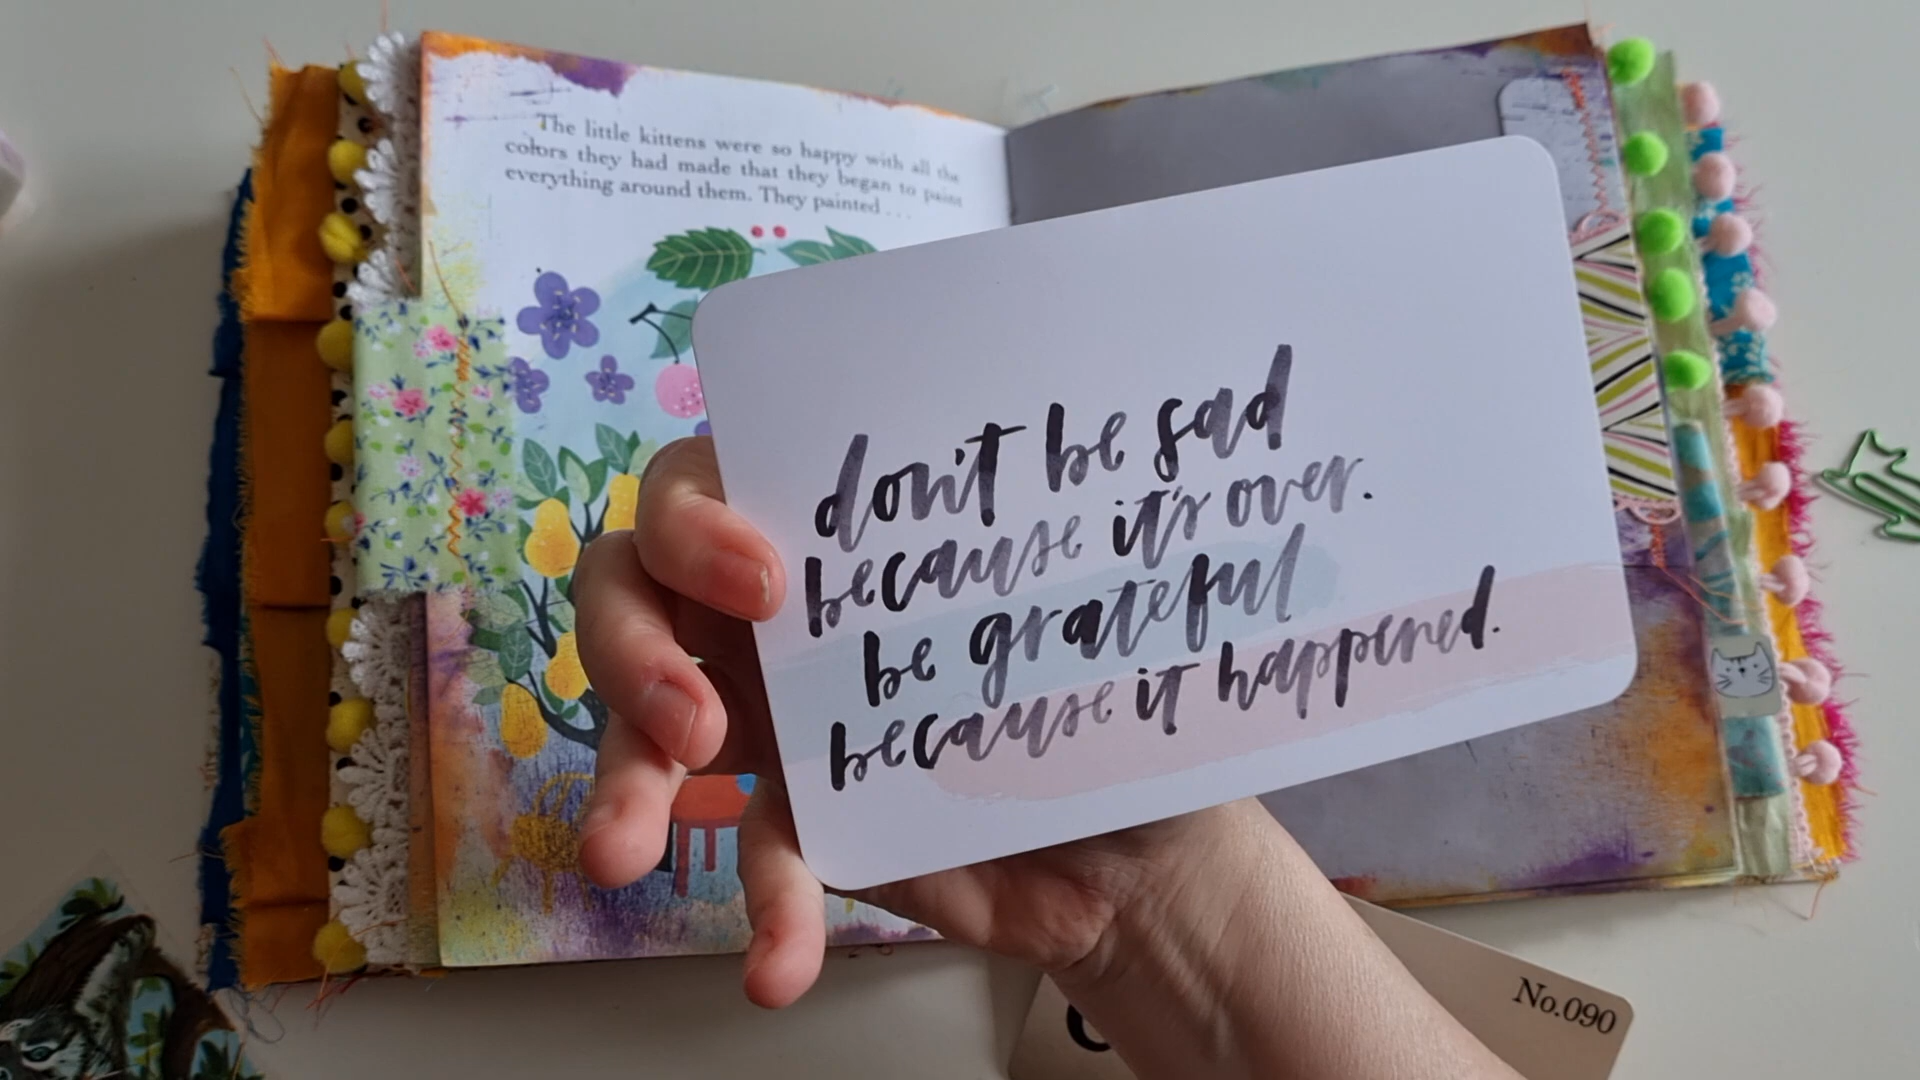 The little kittens were so happy with all the
colors they had made that they began to paint
everything around them. They painted . . .
don't be sad
because it's over.
be grateful
because it happened.
No.090